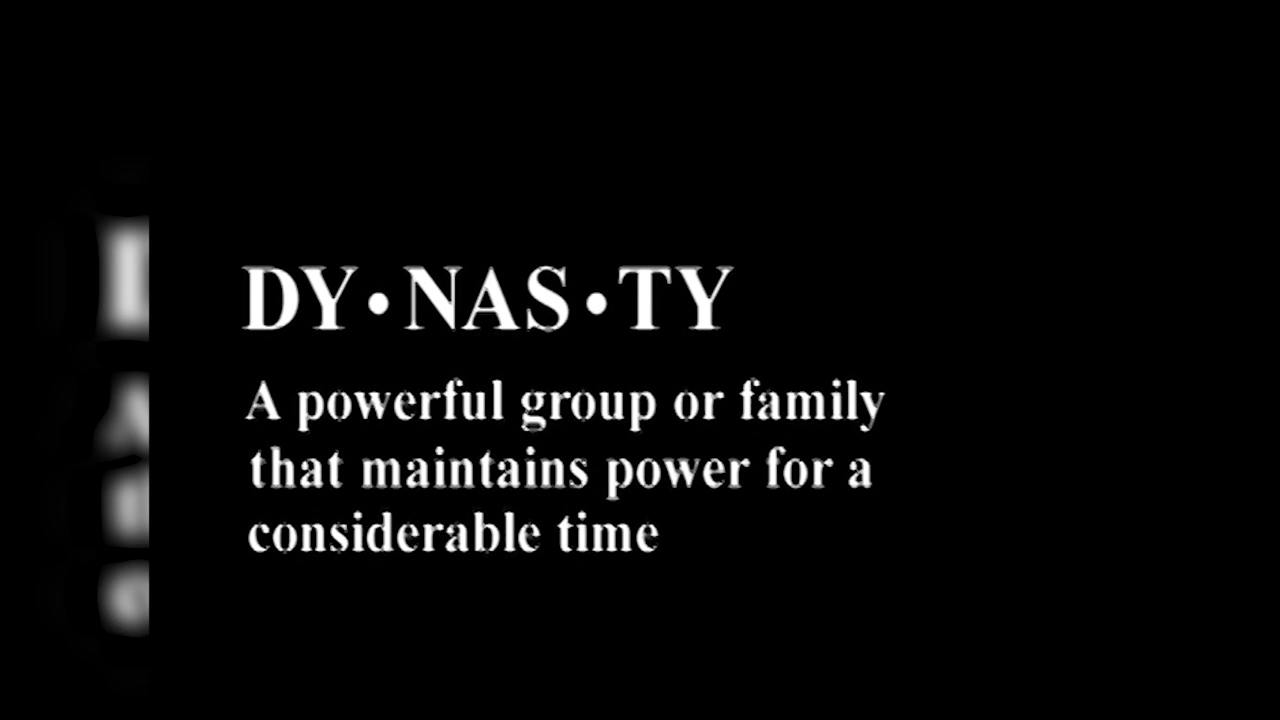 DY•NAS•TY
A powerful group or family
that maintains power for a
considerable time